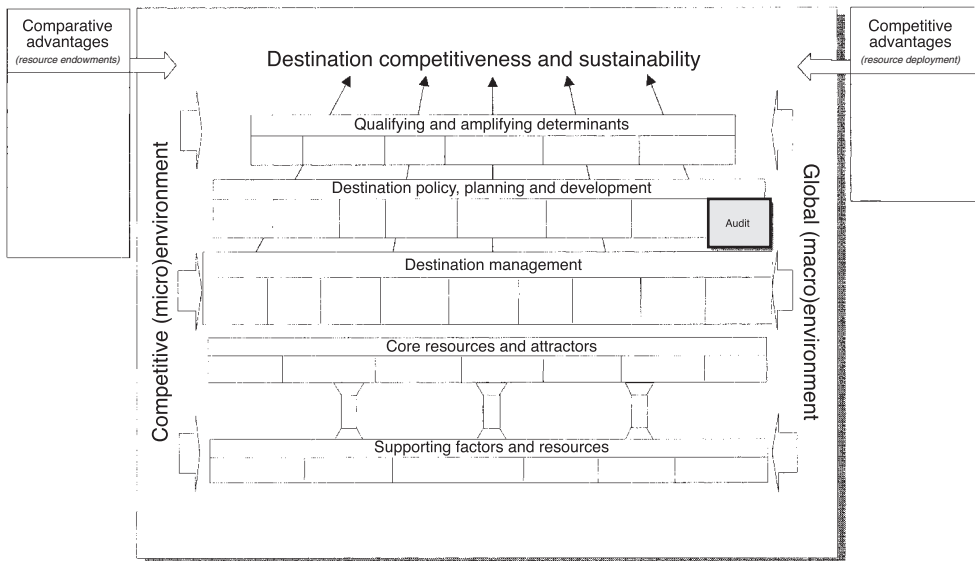 Comparative
advantages
(resource endowments)
Competitive
advantages
(resource deployment)
Destination competitiveness and sustainability
Qualifying and amplifying determinants
Destination policy, planning and development
Audit
Destination management
Core resources and attractors
Supporting factors and resources
Competitive (micro)environment
Global (macro)environment